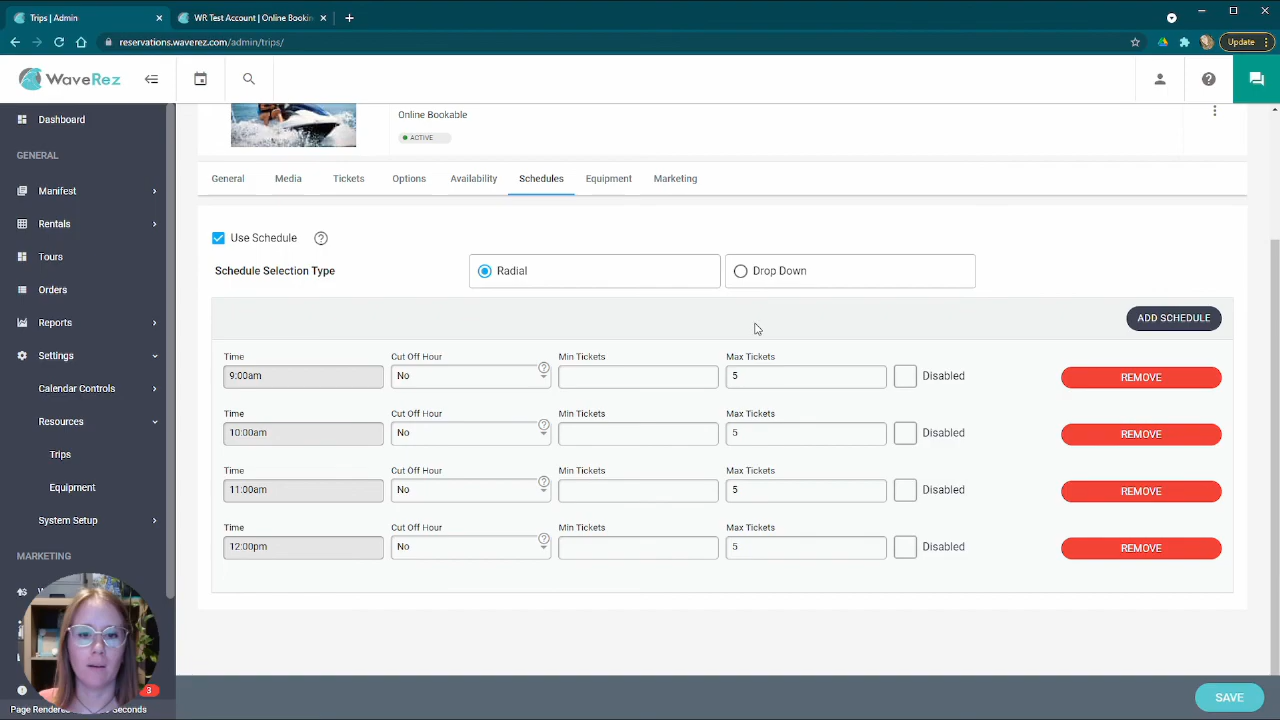 Trips | Admin
WR Test Account | Online Bookin
reservations.waverez.com/admin/trips/
Update
WaveRez
Dashboard
GENERAL
Manifest
Rentals
Tours
Orders
Reports
Settings
Calendar Controls
Resources
Trips
Equipment
System Setup
MARKETING
3
Page Rendere
Seconds
Online Bookable
ACTIVE
General Media Tickets Options Availability Schedules Equipment Marketing
Use Schedule ?
Schedule Selection Type Radial Drop Down
ADD SCHEDULE
Time Cut Off Hour ? Min Tickets Max Tickets
9:00am No 5 Disabled REMOVE
Time Cut Off Hour ? Min Tickets Max Tickets
10:00am No 5 Disabled REMOVE
Time Cut Off Hour ? Min Tickets Max Tickets
11:00am No 5 Disabled REMOVE
Time Cut Off Hour ? Min Tickets Max Tickets
12:00pm No 5 Disabled REMOVE
SAVE